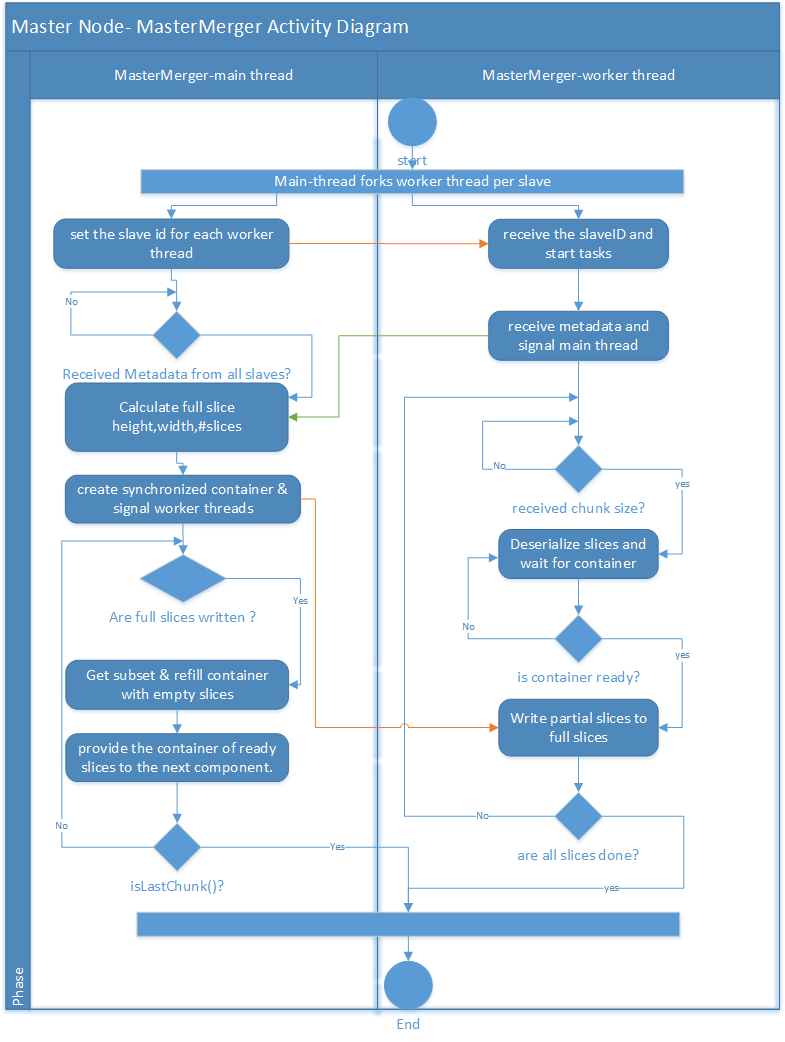 Master Node- MasterMerger Activity Diagram
MasterMerger-main thread
MasterMerger-worker thread
start
Main-thread forks worker thread per slave
set the slave id for each worker
thread
receive the slaveID and
start tasks
No
receive metadata and
signal main thread
Received Metadata from all slaves?
Calculate full slice
height,width,#slices
No
yes
create synchronized container &
signal worker threads
received chunk size?
Deserialize slices and
wait for container
Are full slices written ?
Yes
No
yes
is container ready?
Get subset & refill container
with empty slices
Write partial slices to
full slices
provide the container of ready
slices to the next component.
No
No
Yes
are all slices done?
isLastChunk()?
yes
Phase
End